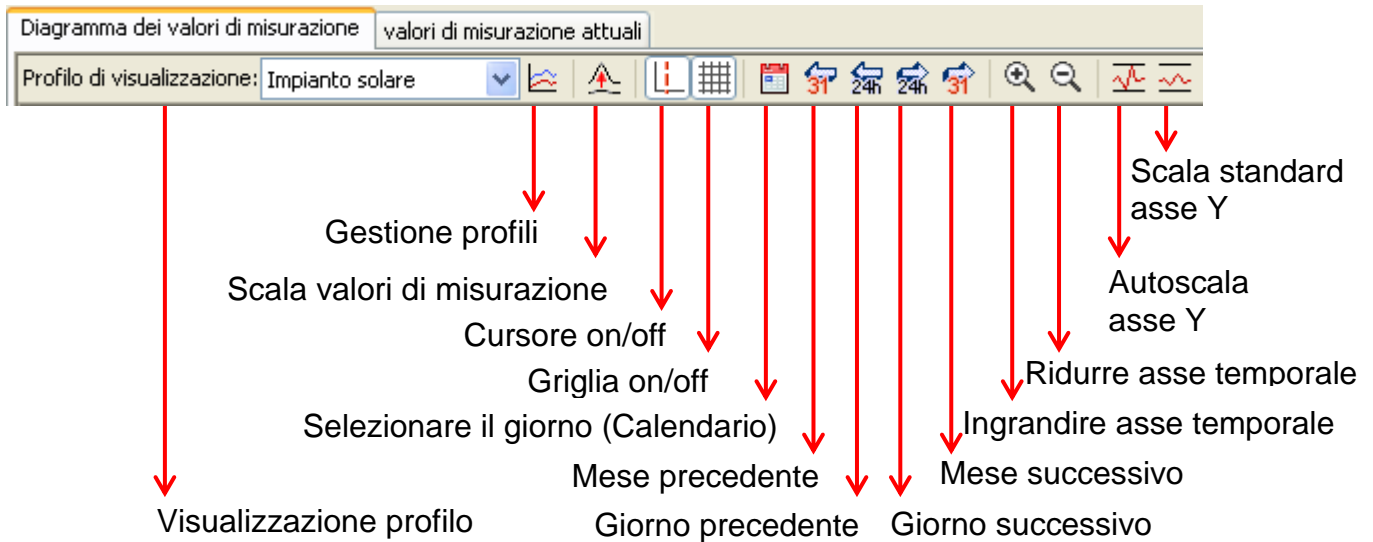 Diagramma dei valori di misurazione valori di misurazione attuali
Profilo di visualizzazione: Impianto solare 31 24h 24h 31
Scala standard
asse Y
Gestione profili
Scala valori di misurazione
Autoscala
asse Y
Cursore on/off
Griglia on/off
Ridurre asse temporale
Selezionare il giorno (Calendario)
Ingrandire asse temporale
Mese precedente
Mese successivo
Visualizzazione profilo
Giorno precedente
Giorno successivo